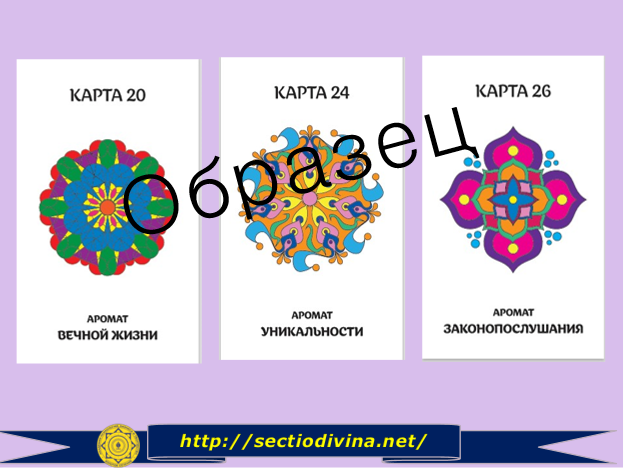 КАРТА 20
АРОМАТ
ВЕЧНОЙ ЖИЗНИ
КАРТА 24
АРОМАТ
УНИКАЛЬНОСТИ
КАРТА 26
АРОМАТ
ЗАКОНОПОСЛУШАНИЯ
Образец
http://sectiodivina.net/